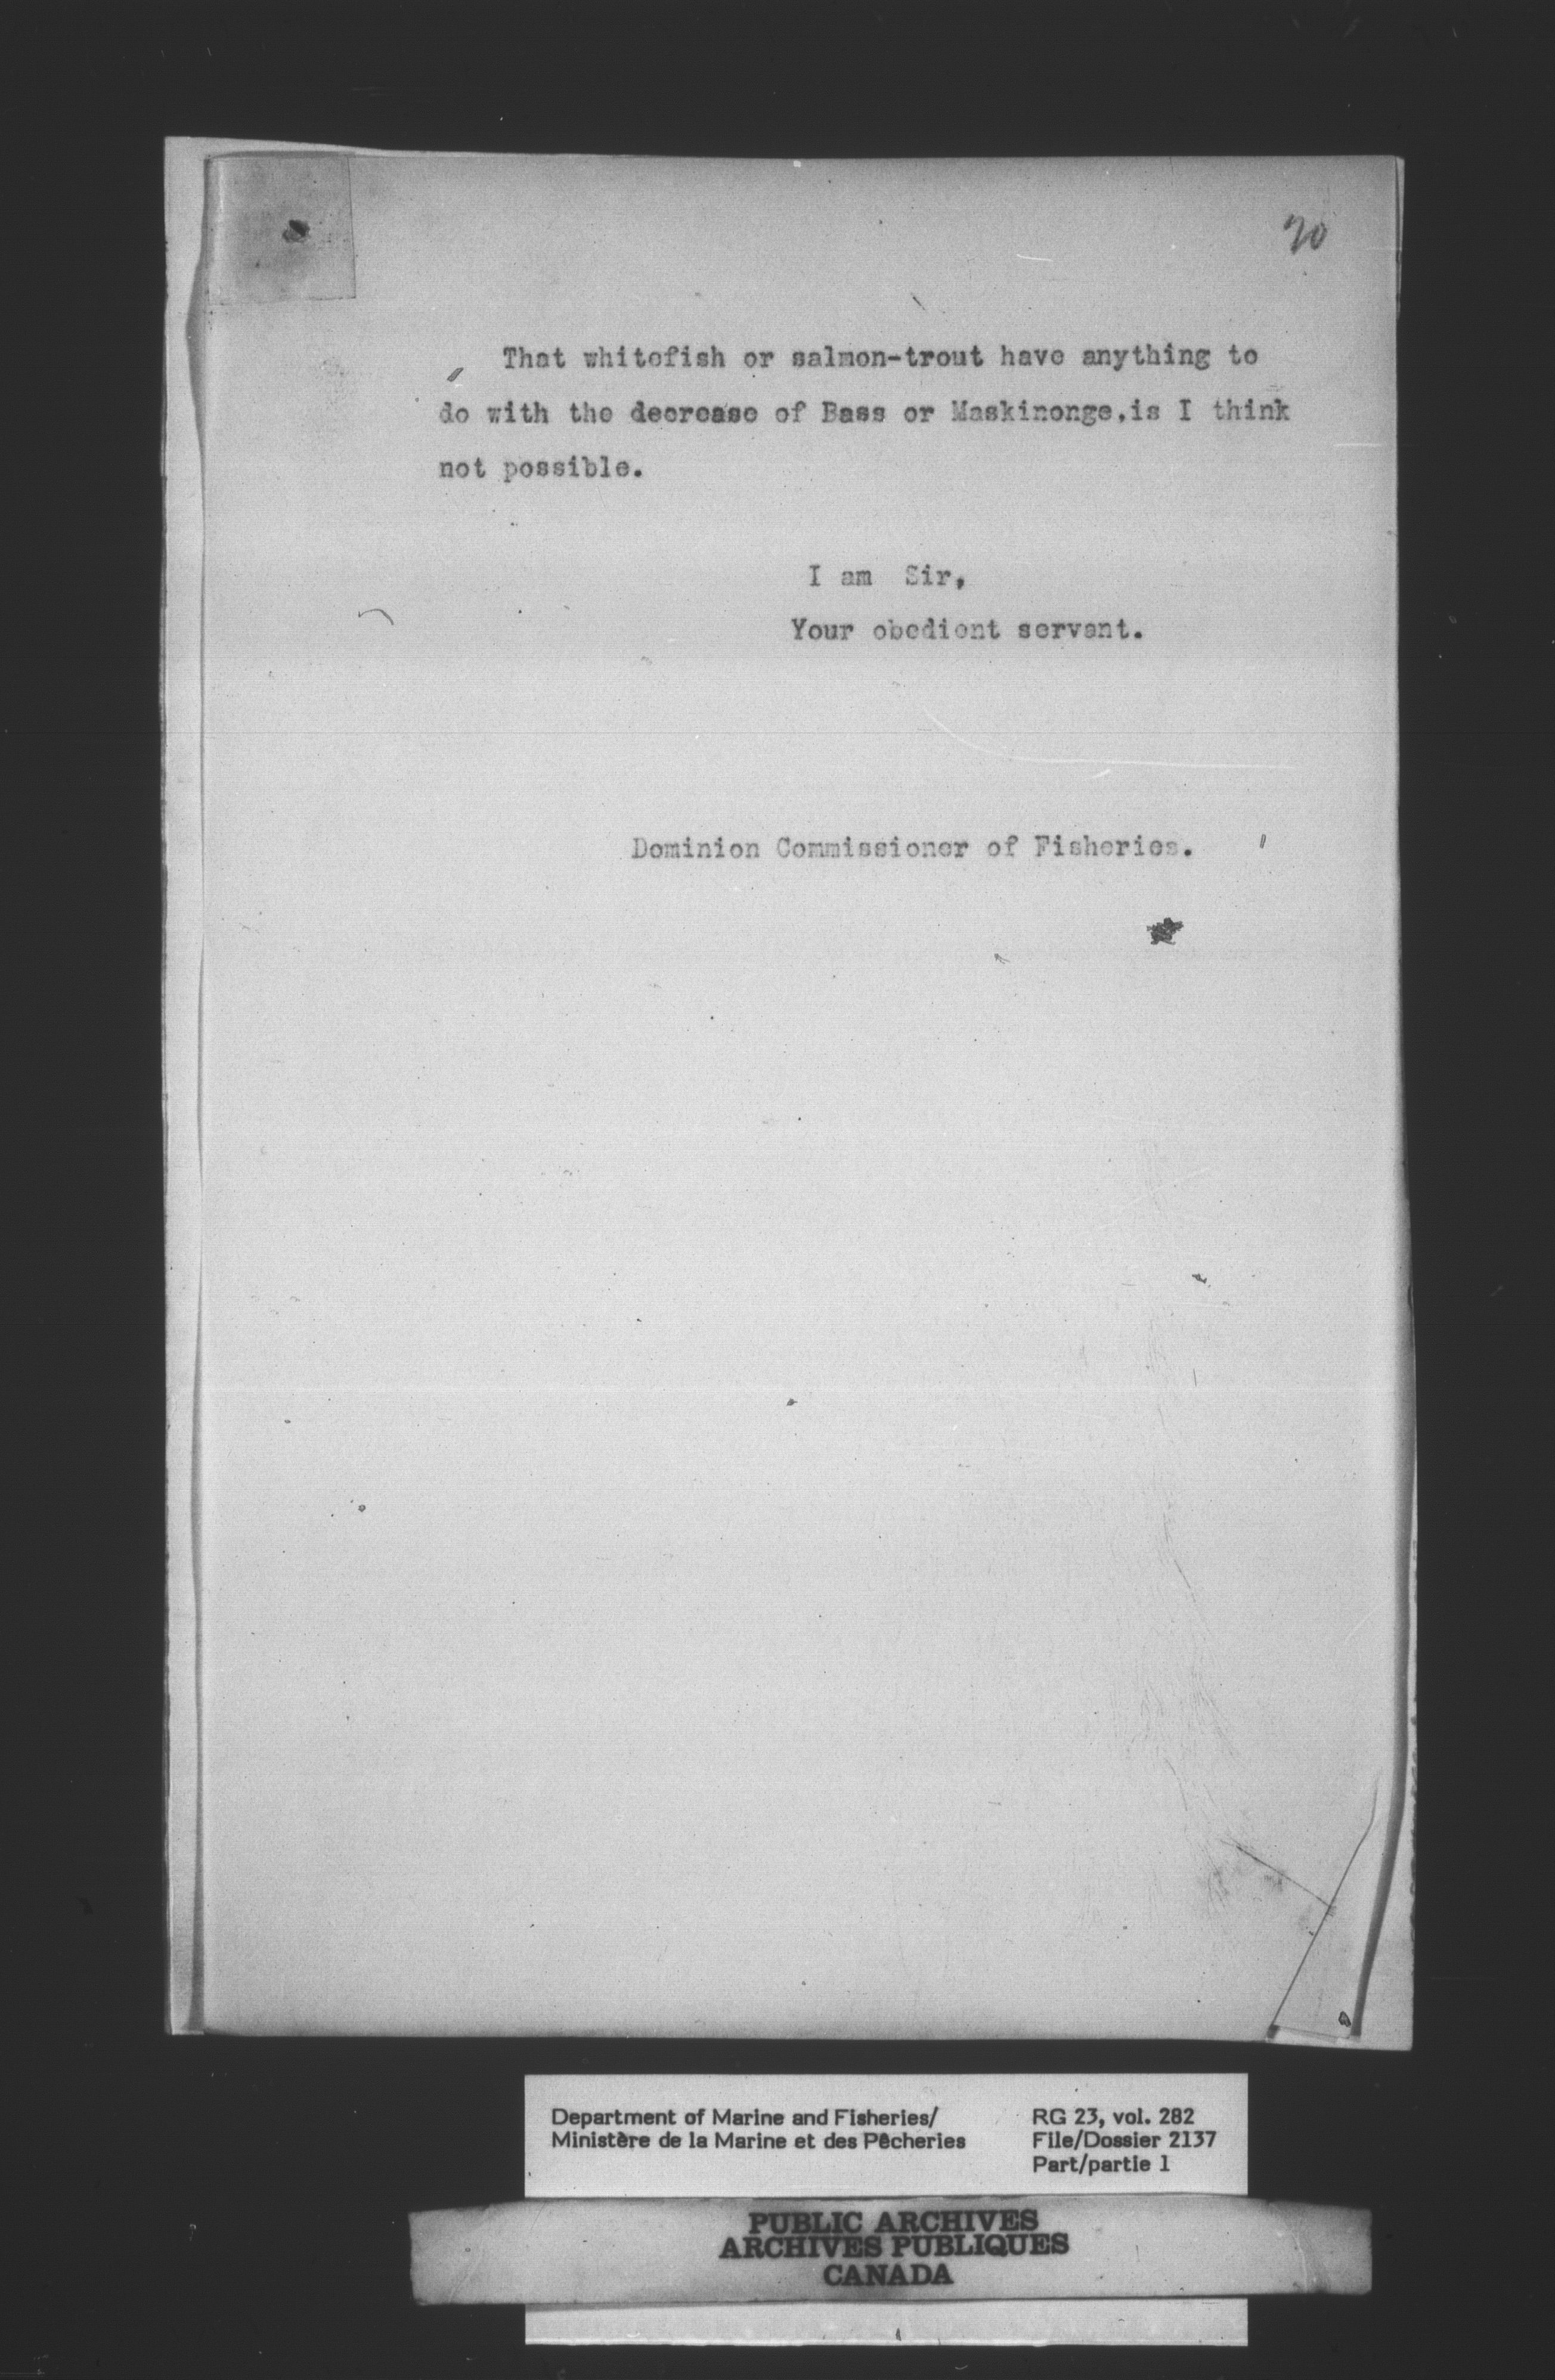 20
That whitefish or salmon-trout have anything to
do with the decrease of Bass or Maskinonge,is I think
not possible.
I am Sir,
Your obedient servant.
Dominion Commissioner of Fisheries.
Department of Marine and Fisheries/
Ministère de la Marine et des Pêcheries
RG 23, vol. 282
File/Dossier 2137
Part/partie 1
PUBLIC ARCHIVES
ARCHIVES PUBLIQUES
CANADA